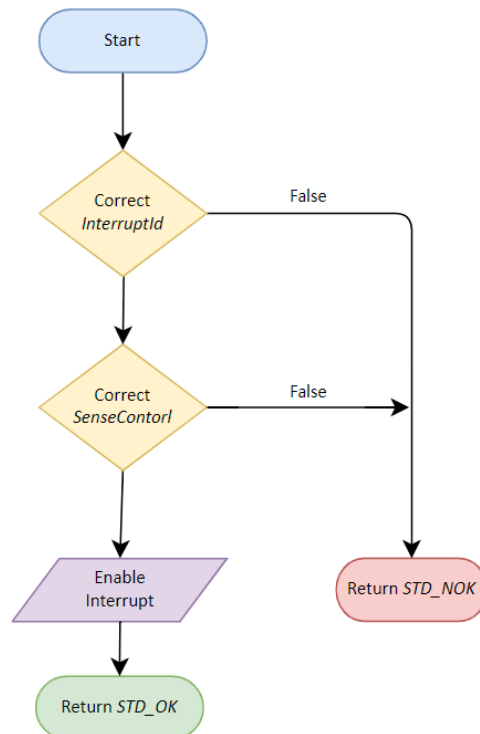 Start
Correct
InterruptId
False
Correct
SenseContorl
False
Enable
Interrupt
Return STD_NOK
Return STD_OK